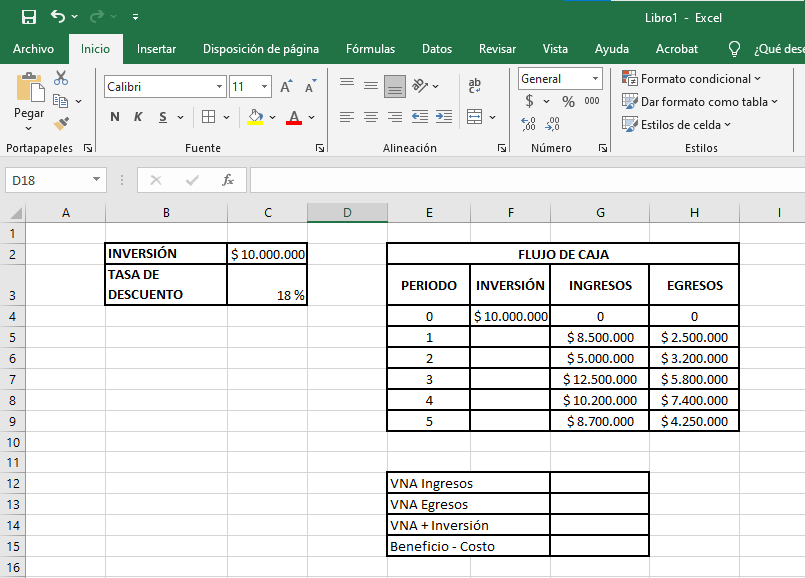 Libro1 - Excel
Archivo Inicio Insertar Disposición de página Fórmulas Datos Revisar Vista Ayuda Acrobat ¿Qué dese
Pegar
Calibri 11
N K S A
ab
General
$ % 000
Formato condicional
Dar formato como tabla
Estilos de celda
Portapapeles Fuente Alineación Número Estilos
D18 fx
A B C D E F G H I
1
2 INVERSIÓN $ 10.000.000 FLUJO DE CAJA
TASA DE
3 DESCUENTO 18 % PERIODO INVERSIÓN INGRESOS EGRESOS
4 0 $ 10.000.000 0 0
5 1 $ 8.500.000 $ 2.500.000
6 2 $ 5.000.000 $ 3.200.000
7 3 $ 12.500.000 $ 5.800.000
8 4 $ 10.200.000 $ 7.400.000
9 5 $ 8.700.000 $ 4.250.000
10
11
12 VNA Ingresos
13 VNA Egresos
14 VNA + Inversión
15 Beneficio - Costo
16